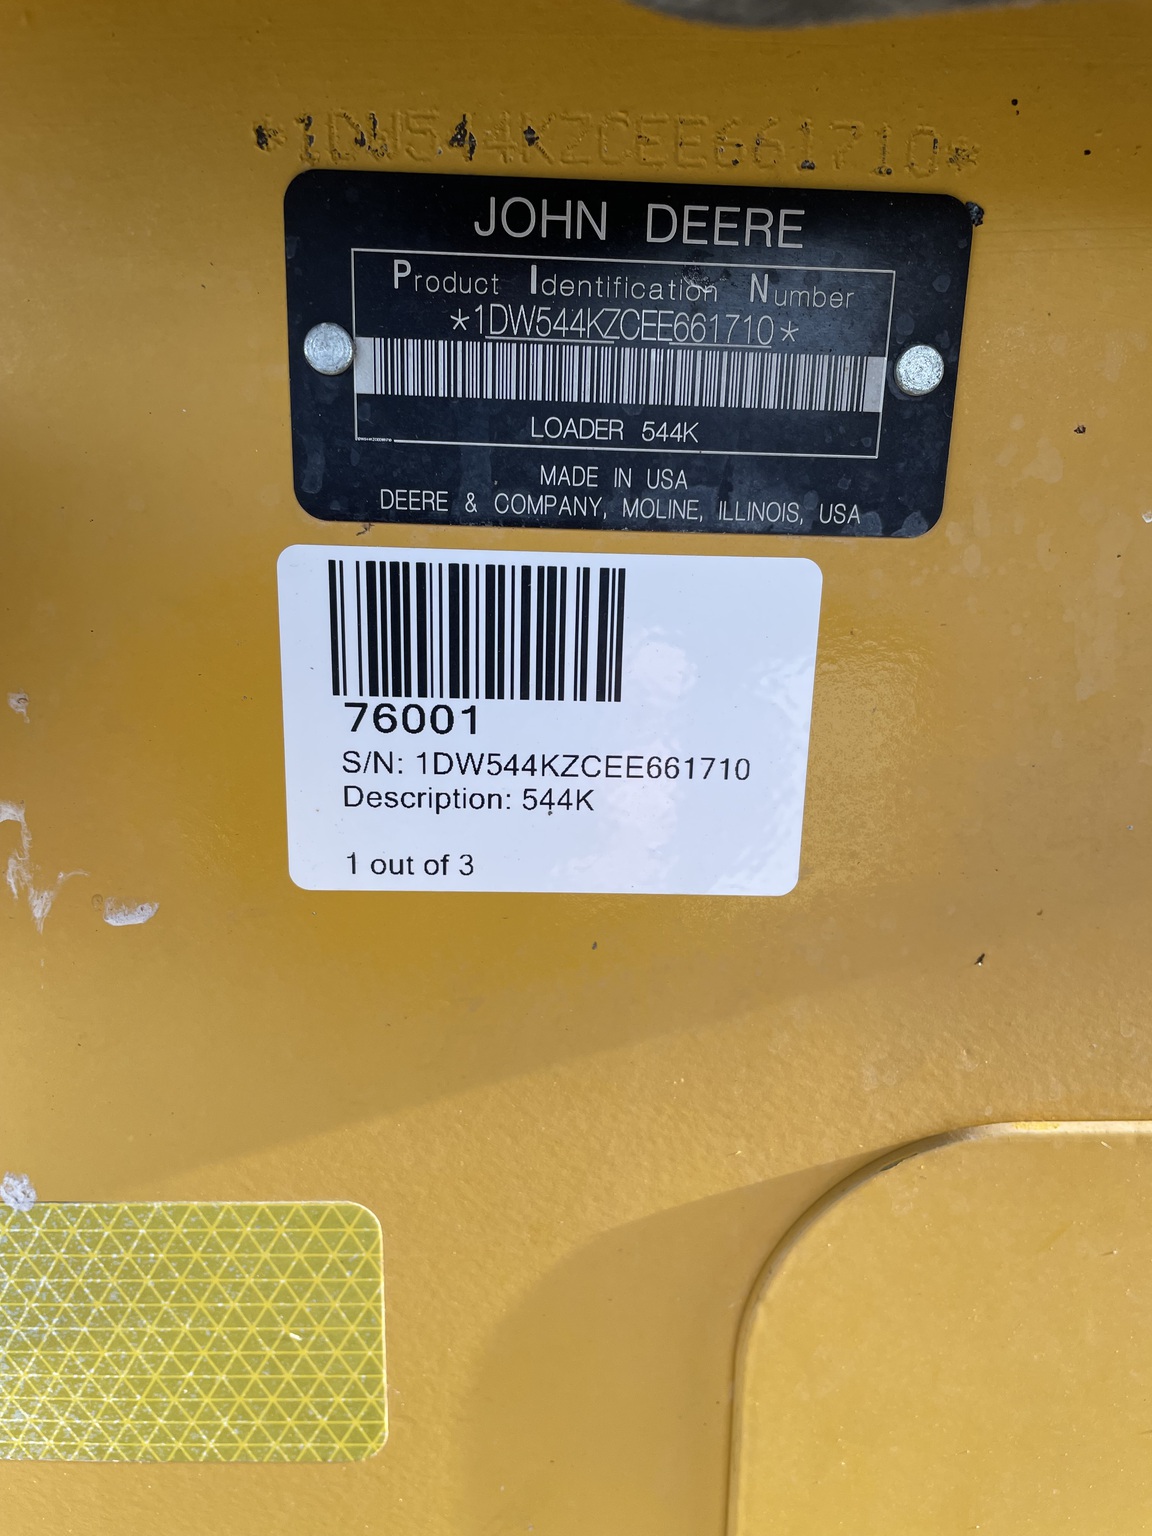 *1DW544KZCEE661710*
JOHN DEERE
Product Identification Number
*1DW544KZCEE661710*
LOADER 544K
MADE IN USA
DEERE & COMPANY, MOLINE, ILLINOIS, USA
76001
S/N: 1DW544KZCEE661710
Description: 544K
1 out of 3